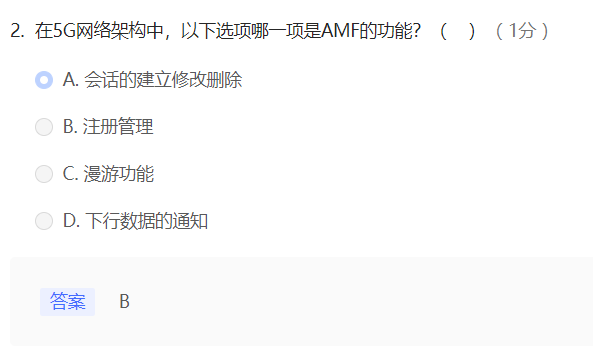 2. 在5G网络架构中，以下选项哪一项是AMF的功能？（ ）（1分）
A. 会话的建立修改删除
B. 注册管理
C. 漫游功能
D. 下行数据的通知
答案 B